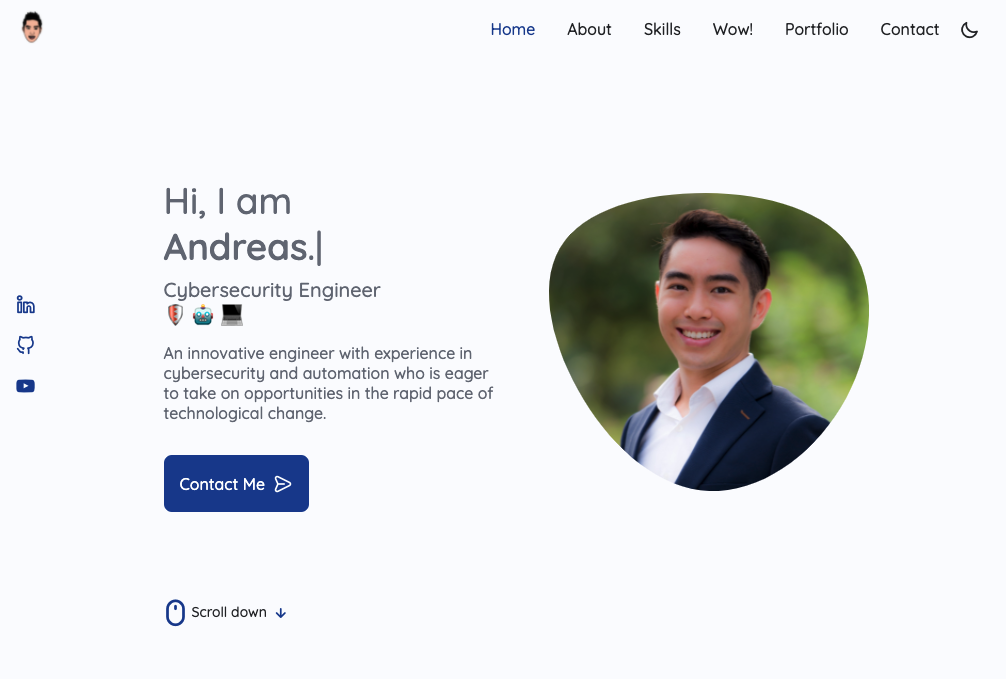 Home About Skills Wow! Portfolio Contact
Hi, I am
Andreas.|
Cybersecurity Engineer
An innovative engineer with experience in
cybersecurity and automation who is eager
to take on opportunities in the rapid pace of
technological change.
Contact Me
Scroll down